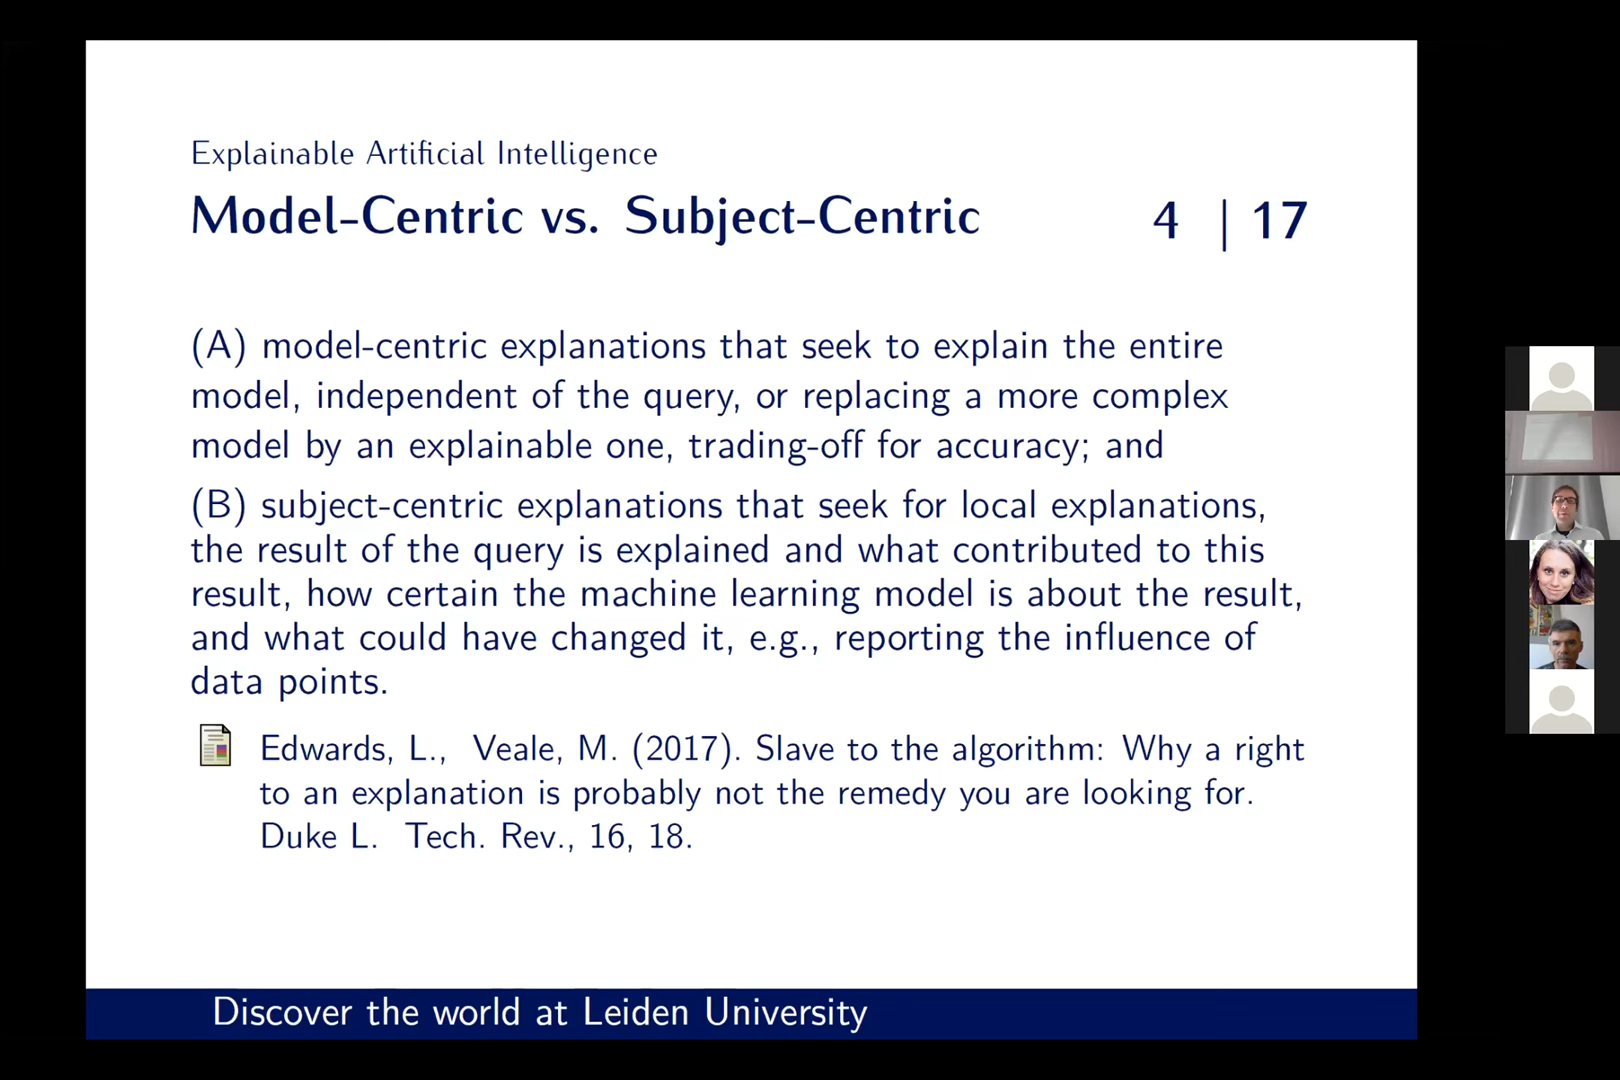 Explainable Artificial Intelligence
Model-Centric vs. Subject-Centric 4 | 17
(A) model-centric explanations that seek to explain the entire
model, independent of the query, or replacing a more complex
model by an explainable one, trading-off for accuracy; and
(B) subject-centric explanations that seek for local explanations,
the result of the query is explained and what contributed to this
result, how certain the machine learning model is about the result,
and what could have changed it, e.g., reporting the influence of
data points.
Edwards, L., Veale, M. (2017). Slave to the algorithm: Why a right
to an explanation is probably not the remedy you are looking for.
Duke L. Tech. Rev., 16, 18.
Discover the world at Leiden University